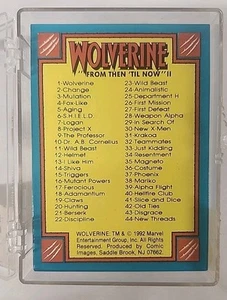 WOLVERINE
"FROM THEN 'TIL NOW" II
1-Wolverine
2-Change
3-Mutation
4-Fox-Like
5-Aging
6-S.H.I.E.L.D.
7-Logan
8-Project X
9-The Professor
10-Dr. A.B. Cornelius
11-Wild Beast
12-Helmet
13-I Like Him
14-Shiva
15-Triggers
16-Mutant Powers
17-Ferocious
18-Adamantium
19-Claws
20-Hunting
21-Berserk
22-Discipline
23-Wild Beast
24-Animalistic
25-Department H
26-First Mission
27-First Defeat
28-Weapon Alpha
29-In Search Of
30-New X-Men
31-Krakoa
32-Teammates
33-Just Kidding
34-Resentment
35-Magneto
36-Costume
37-Phoenix
38-Mariko
39-Alpha Flight
40-Hellfire Club
41-Slice and Dice
42-Old Ties
43-Disgrace
44-New Threads
WOLVERINE: TM & © 1992 Marvel
Entertainment Group, Inc. All Rights
Reserved. Produced by Comic
Images, Saddle Brook, NJ 07662.